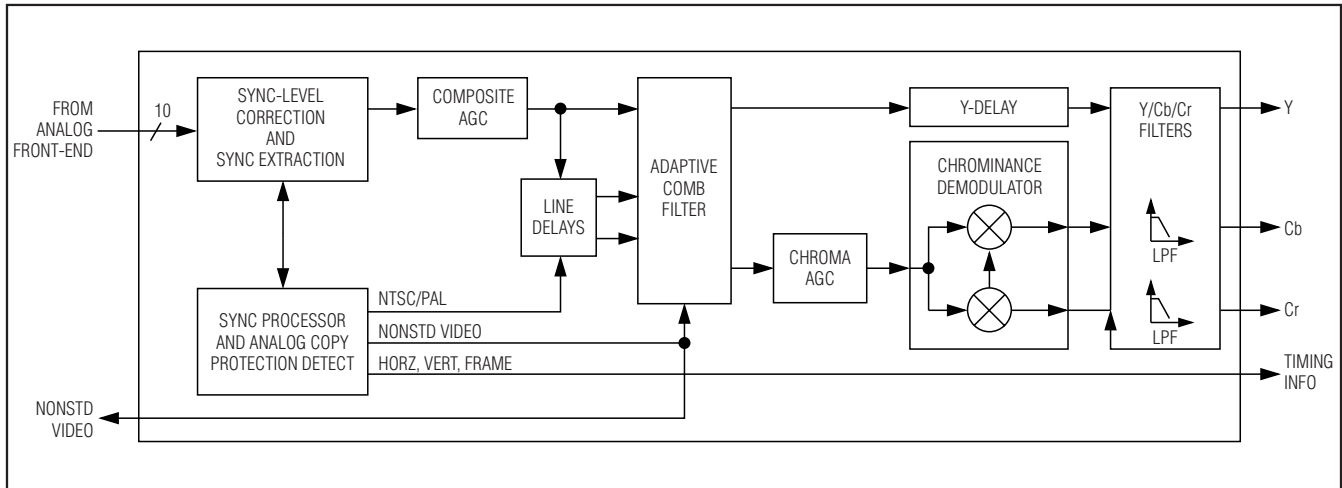 FROM
ANALOG
FRONT-END
10
SYNC-LEVEL
CORRECTION
AND
SYNC EXTRACTION
COMPOSITE
AGC
LINE
DELAYS
ADAPTIVE
COMB
FILTER
Y-DELAY
CHROMA
AGC
CHROMINANCE
DEMODULATOR
Y/Cb/Cr
FILTERS
LPF
LPF
Y
Cb
Cr
SYNC PROCESSOR
AND ANALOG COPY
PROTECTION DETECT
NTSC/PAL
NONSTD VIDEO
HORZ, VERT, FRAME
TIMING
INFO
NONSTD
VIDEO